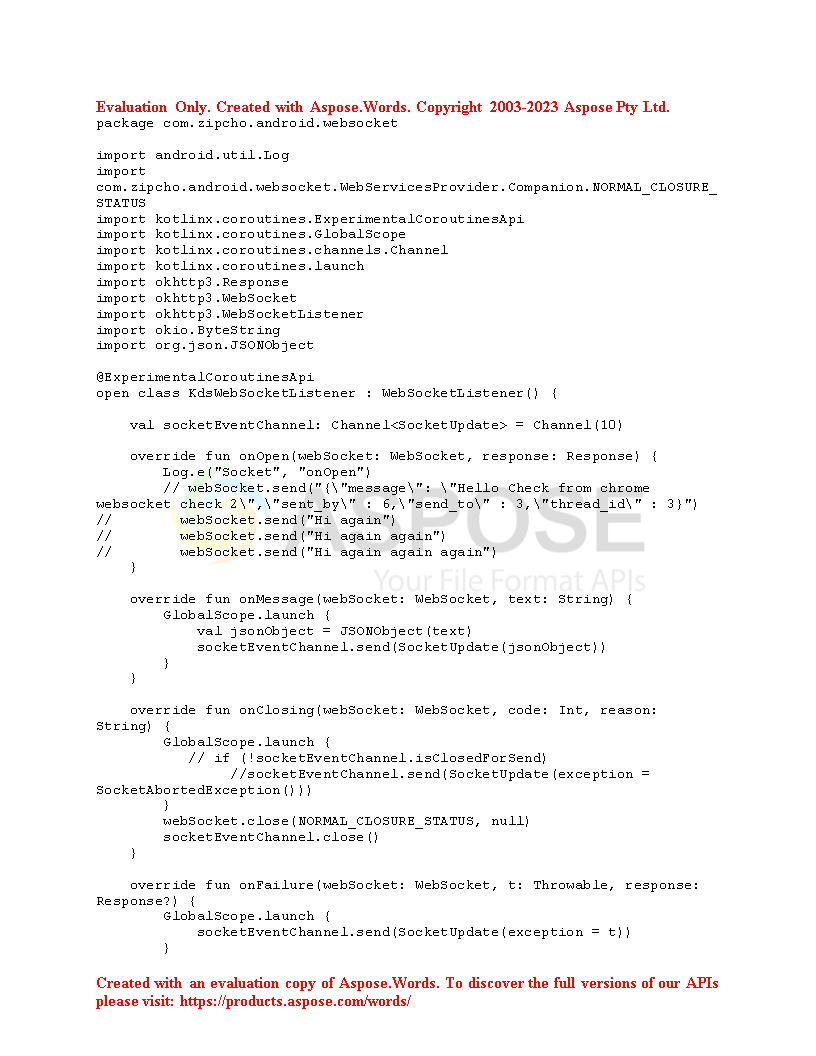 Evaluation Only. Created with Aspose.Words. Copyright 2003-2023 Aspose Pty Ltd.
package com.zipcho.android.websocket

import android.util.Log
import
com.zipcho.android.websocket.WebServicesProvider.Companion.NORMAL_CLOSURE_
STATUS
import kotlinx.coroutines.ExperimentalCoroutinesApi
import kotlinx.coroutines.GlobalScope
import kotlinx.coroutines.channels.Channel
import kotlinx.coroutines.launch
import okhttp3.Response
import okhttp3.WebSocket
import okhttp3.WebSocketListener
import okio.ByteString
import org.json.JSONObject

@ExperimentalCoroutinesApi
open class KdsWebSocketListener : WebSocketListener() {

    val socketEventChannel: Channel<SocketUpdate> = Channel(10)

    override fun onOpen(webSocket: WebSocket, response: Response) {
        Log.e("Socket", "onOpen")
        // webSocket.send("{\"message\": \"Hello Check from chrome
websocket check 2\",\"sent_by\" : 6,\"send_to\" : 3,\"thread_id\" : 3}")
//        webSocket.send("Hi again")
//        webSocket.send("Hi again again")
//        webSocket.send("Hi again again again")
    }
ASPOSE
Your File Format APIs

    override fun onMessage(webSocket: WebSocket, text: String) {
        GlobalScope.launch {
            val jsonObject = JSONObject(text)
            socketEventChannel.send(SocketUpdate(jsonObject))
        }
    }

    override fun onClosing(webSocket: WebSocket, code: Int, reason:
String) {
        GlobalScope.launch {
           // if (!socketEventChannel.isClosedForSend)
                //socketEventChannel.send(SocketUpdate(exception =
SocketAbortedException()))
        }
        webSocket.close(NORMAL_CLOSURE_STATUS, null)
        socketEventChannel.close()
    }

    override fun onFailure(webSocket: WebSocket, t: Throwable, response:
Response?) {
        GlobalScope.launch {
            socketEventChannel.send(SocketUpdate(exception = t))
        }

Created with an evaluation copy of Aspose.Words. To discover the full versions of our APIs
please visit: https://products.aspose.com/words/